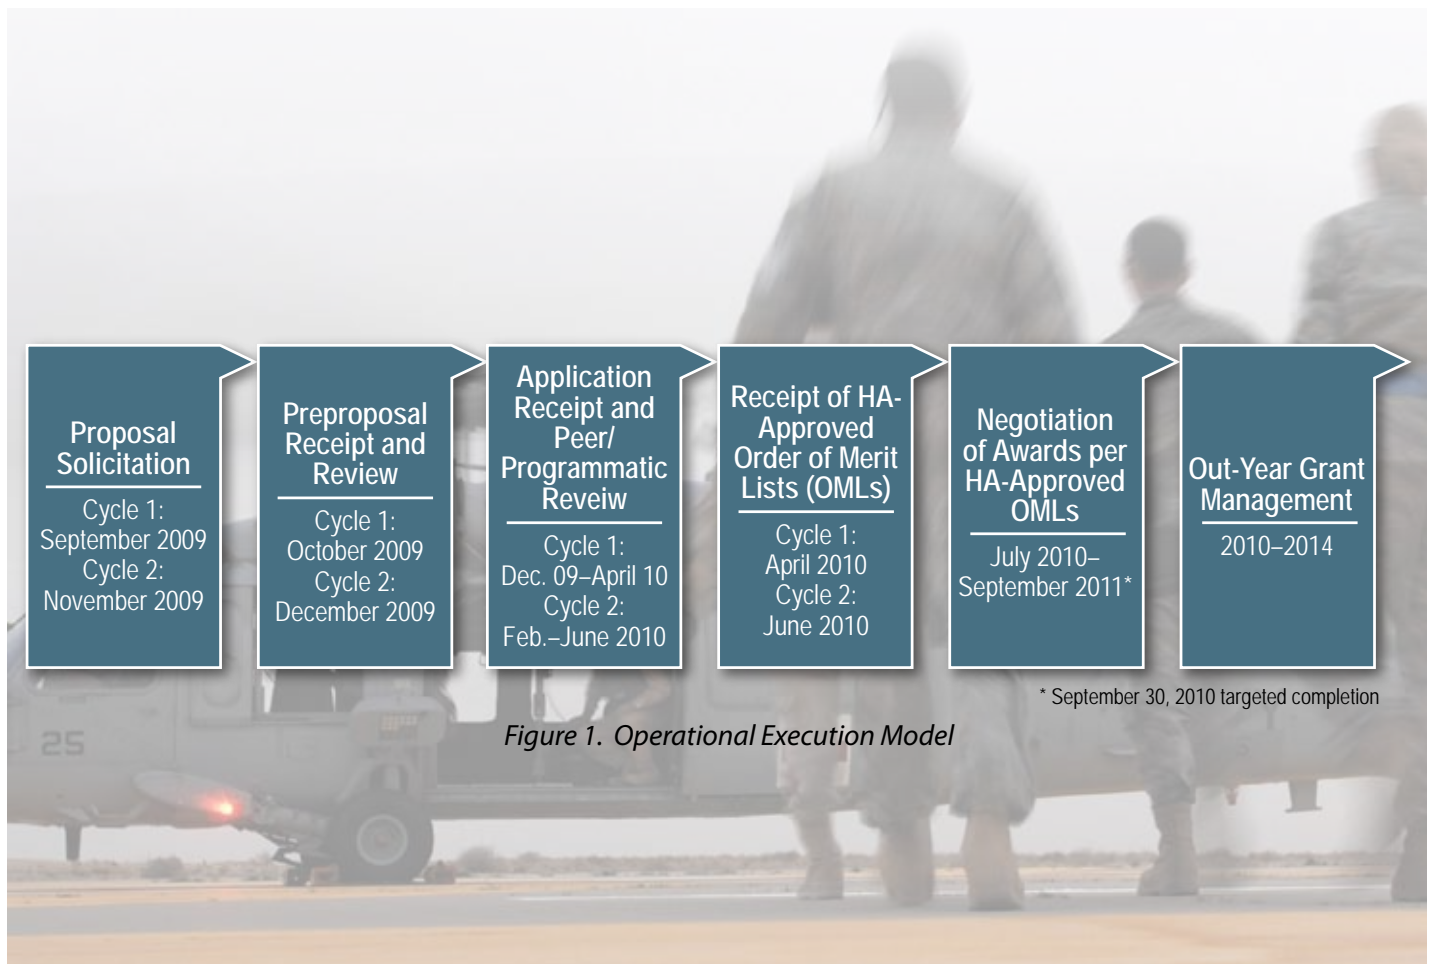 Proposal
Solicitation
Cycle 1:
September 2009
Cycle 2:
November 2009
Preproposal
Receipt and
Review
Cycle 1:
October 2009
Cycle 2:
December 2009
Application
Receipt and
Peer/
Programmatic
Reveiw
Cycle 1:
Dec. 09–April 10
Cycle 2:
Feb.–June 2010
Receipt of HA-
Approved
Order of Merit
Lists (OMLs)
Cycle 1:
April 2010
Cycle 2:
June 2010
Negotiation
of Awards per
HA-Approved
OMLs
July 2010–
September 2011*
Out-Year Grant
Management
2010–2014
* September 30, 2010 targeted completion
Figure 1. Operational Execution Model
25